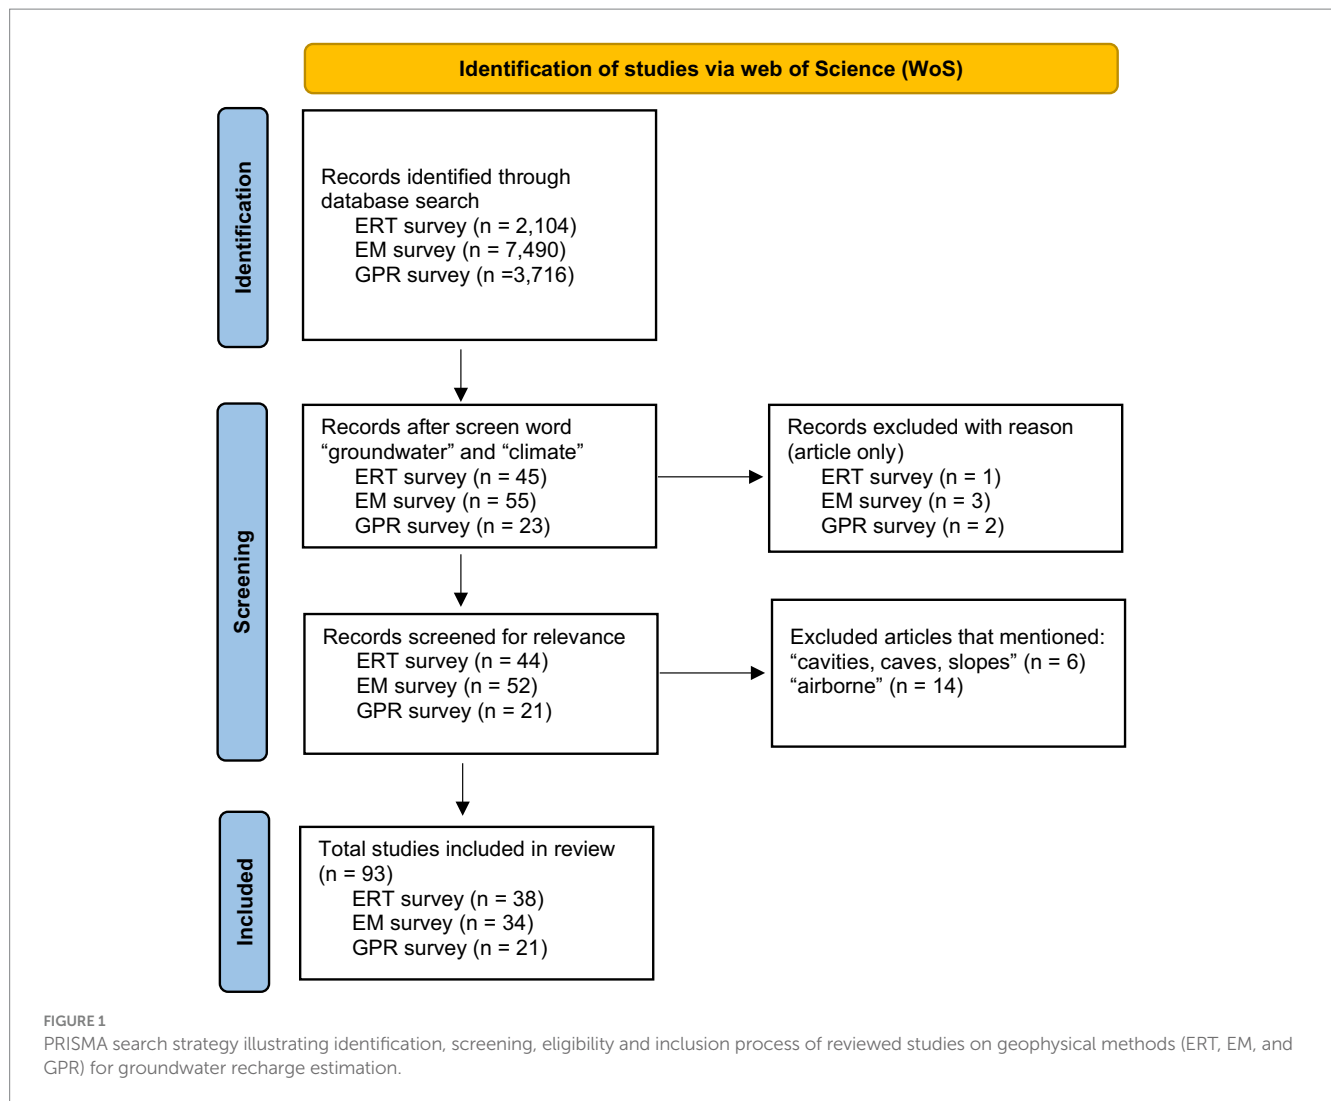 Identification of studies via web of Science (WoS)
Identification
Records identified through
database search
ERT survey (n = 2,104)
EM survey (n = 7,490)
GPR survey (n =3,716)
Screening
Records after screen word
“groundwater” and “climate”
ERT survey (n = 45)
EM survey (n = 55)
GPR survey (n = 23)
Records excluded with reason
(article only)
ERT survey (n = 1)
EM survey (n = 3)
GPR survey (n = 2)
Records screened for relevance
ERT survey (n = 44)
EM survey (n = 52)
GPR survey (n = 21)
Excluded articles that mentioned:
“cavities, caves, slopes” (n = 6)
“airborne” (n = 14)
Included
Total studies included in review
(n = 93)
ERT survey (n = 38)
EM survey (n = 34)
GPR survey (n = 21)
FIGURE 1
PRISMA search strategy illustrating identification, screening, eligibility and inclusion process of reviewed studies on geophysical methods (ERT, EM, and
GPR) for groundwater recharge estimation.